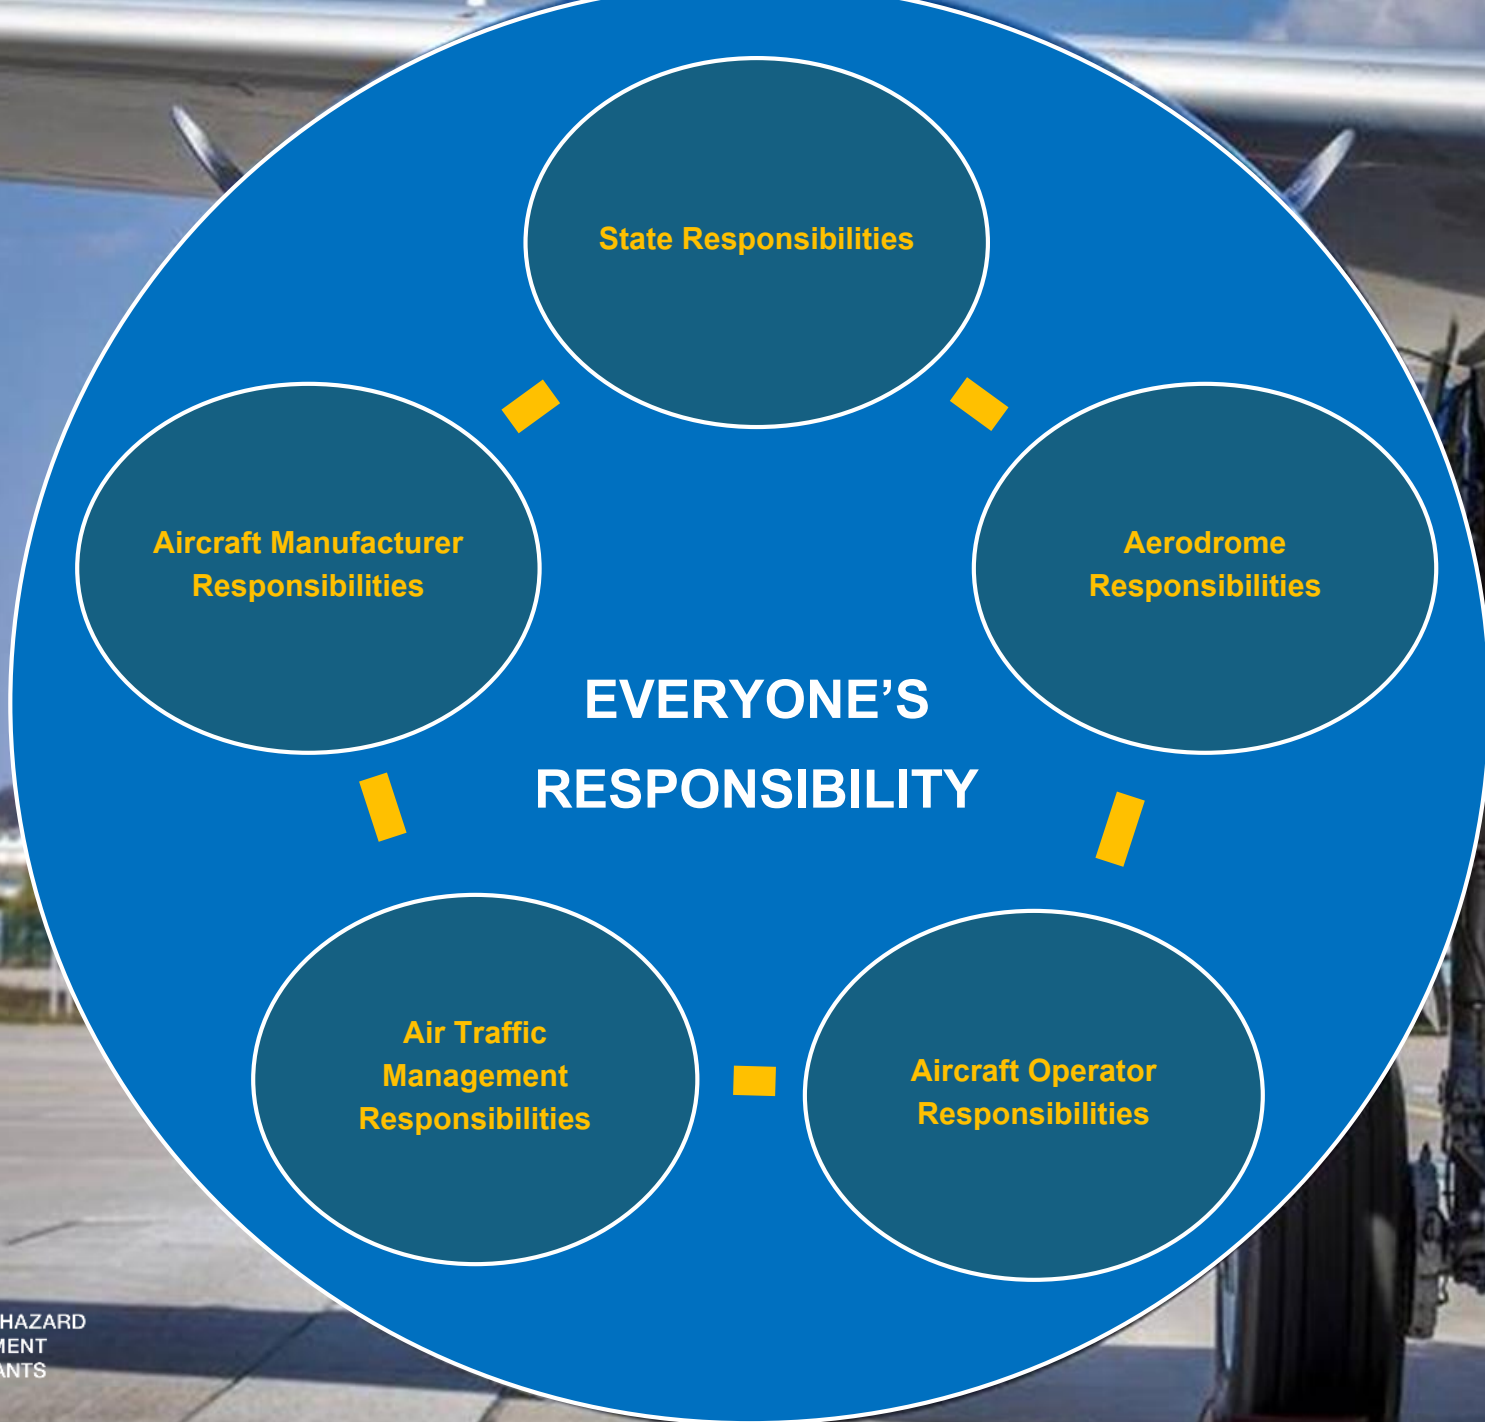 State Responsibilities
Aircraft Manufacturer
Responsibilities
Aerodrome
Responsibilities
EVERYONE’S
RESPONSIBILITY
Air Traffic
Management
Responsibilities
Aircraft Operator
Responsibilities
HAZARD
MENT
ANTS